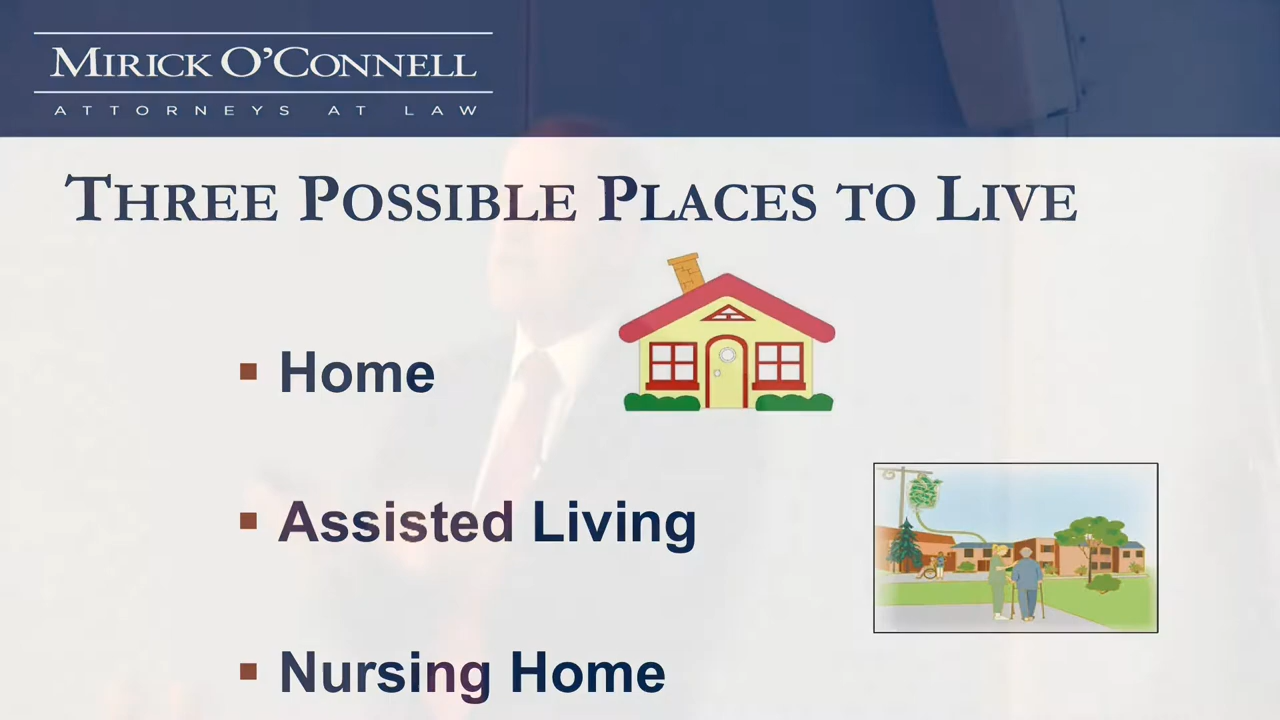 MIRICK O'CONNELL
ATTORNEYS AT LAW
THREE POSSIBLE PLACES TO LIVE
Home
Assisted Living
Nursing Home